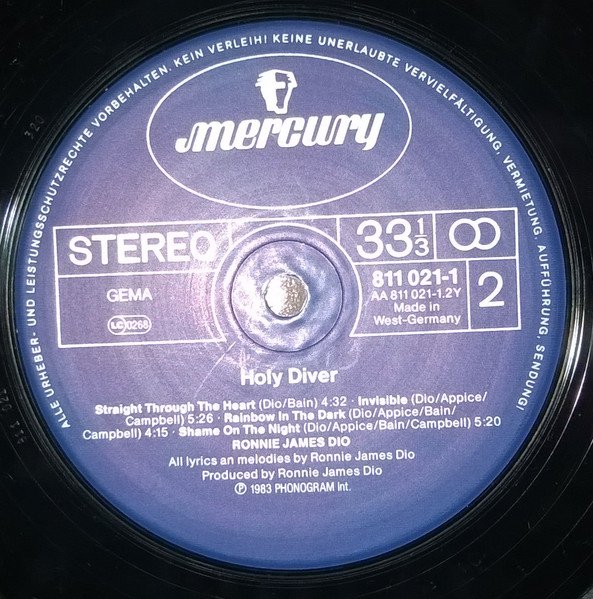 ALLE URHEBER- UND LEISTUNGSSCHUTZRECHTE VORBEHALTEN. KEIN VERLEIH! KEINE UNERLAUBTE VERVIELFÄLTIGUNG, VERMIETUNG, AUFFÜHRUNG, SENDUNG!
mercury
STEREO
33 1/3
GEMA
LC 0268
811 021-1
AA 811 021-1.2Y
Made in
West-Germany
2
Holy Diver
Straight Through The Heart (Dio/Bain) 4:32 · Invisible (Dio/Appice/
Campbell) 5:26 · Rainbow In The Dark (Dio/Appice/Bain/
Campbell) 4:15 · Shame On The Night (Dio/Appice/Bain/Campbell) 5:20
RONNIE JAMES DIO
All lyrics an melodies by Ronnie James Dio
Produced by Ronnie James Dio
Ⓟ 1983 PHONOGRAM Int.
320